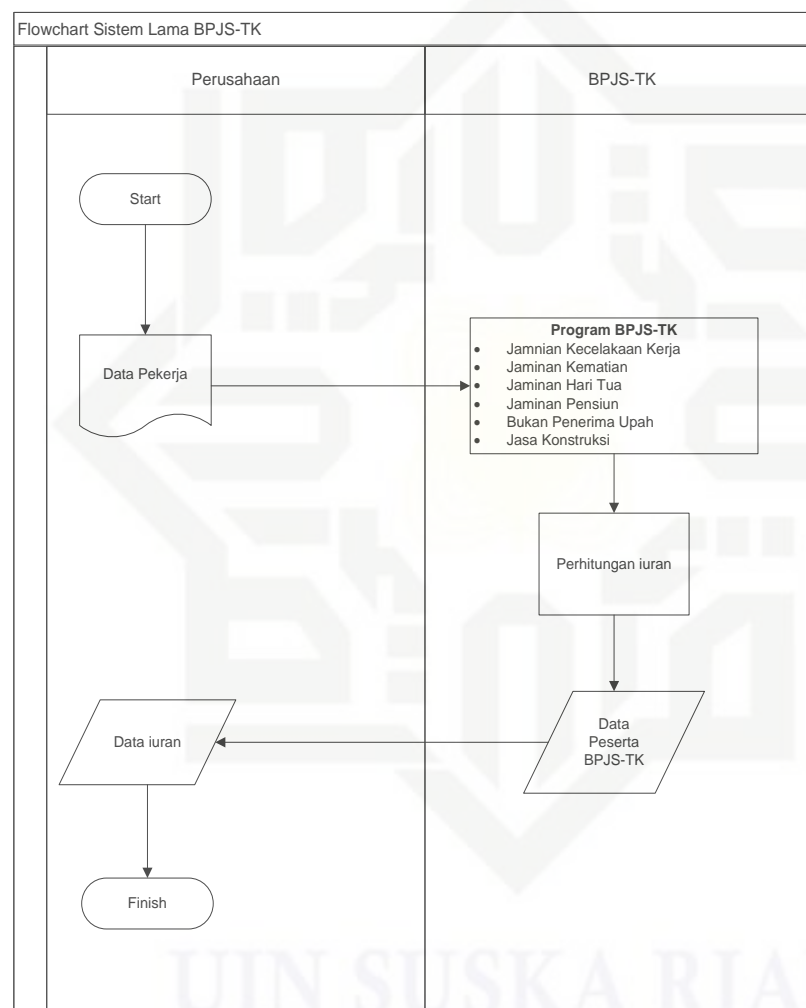 Flowchart Sistem Lama BPJS-TK
Perusahaan
BPJS-TK
Start
Data Pekerja
Program BPJS-TK
• Jamnian Kecelakaan Kerja
• Jaminan Kematian
• Jaminan Hari Tua
• Jaminan Pensiun
• Bukan Penerima Upah
• Jasa Konstruksi
Perhitungan iuran
Data
Peserta
BPJS-TK
Data iuran
Finish
UIN SUSKA RIA